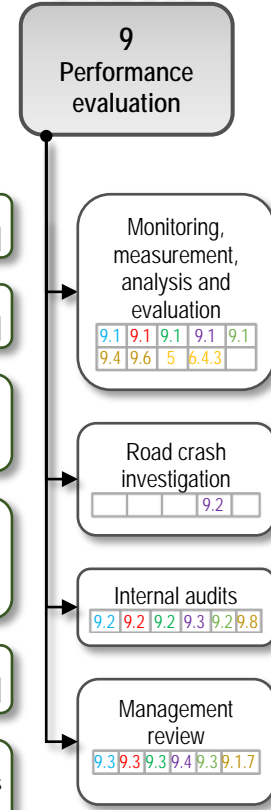 9
Performance
evaluation
Monitoring,
measurement,
analysis and
evaluation
9.1 9.1 9.1 9.1 9.1
9.4 9.6 5 6.4.3
Road crash
investigation
9.2
Internal audits
9.2 9.2 9.2 9.3 9.2 9.8
Management
review
9.3 9.3 9.3 9.4 9.3 9.1.7
s